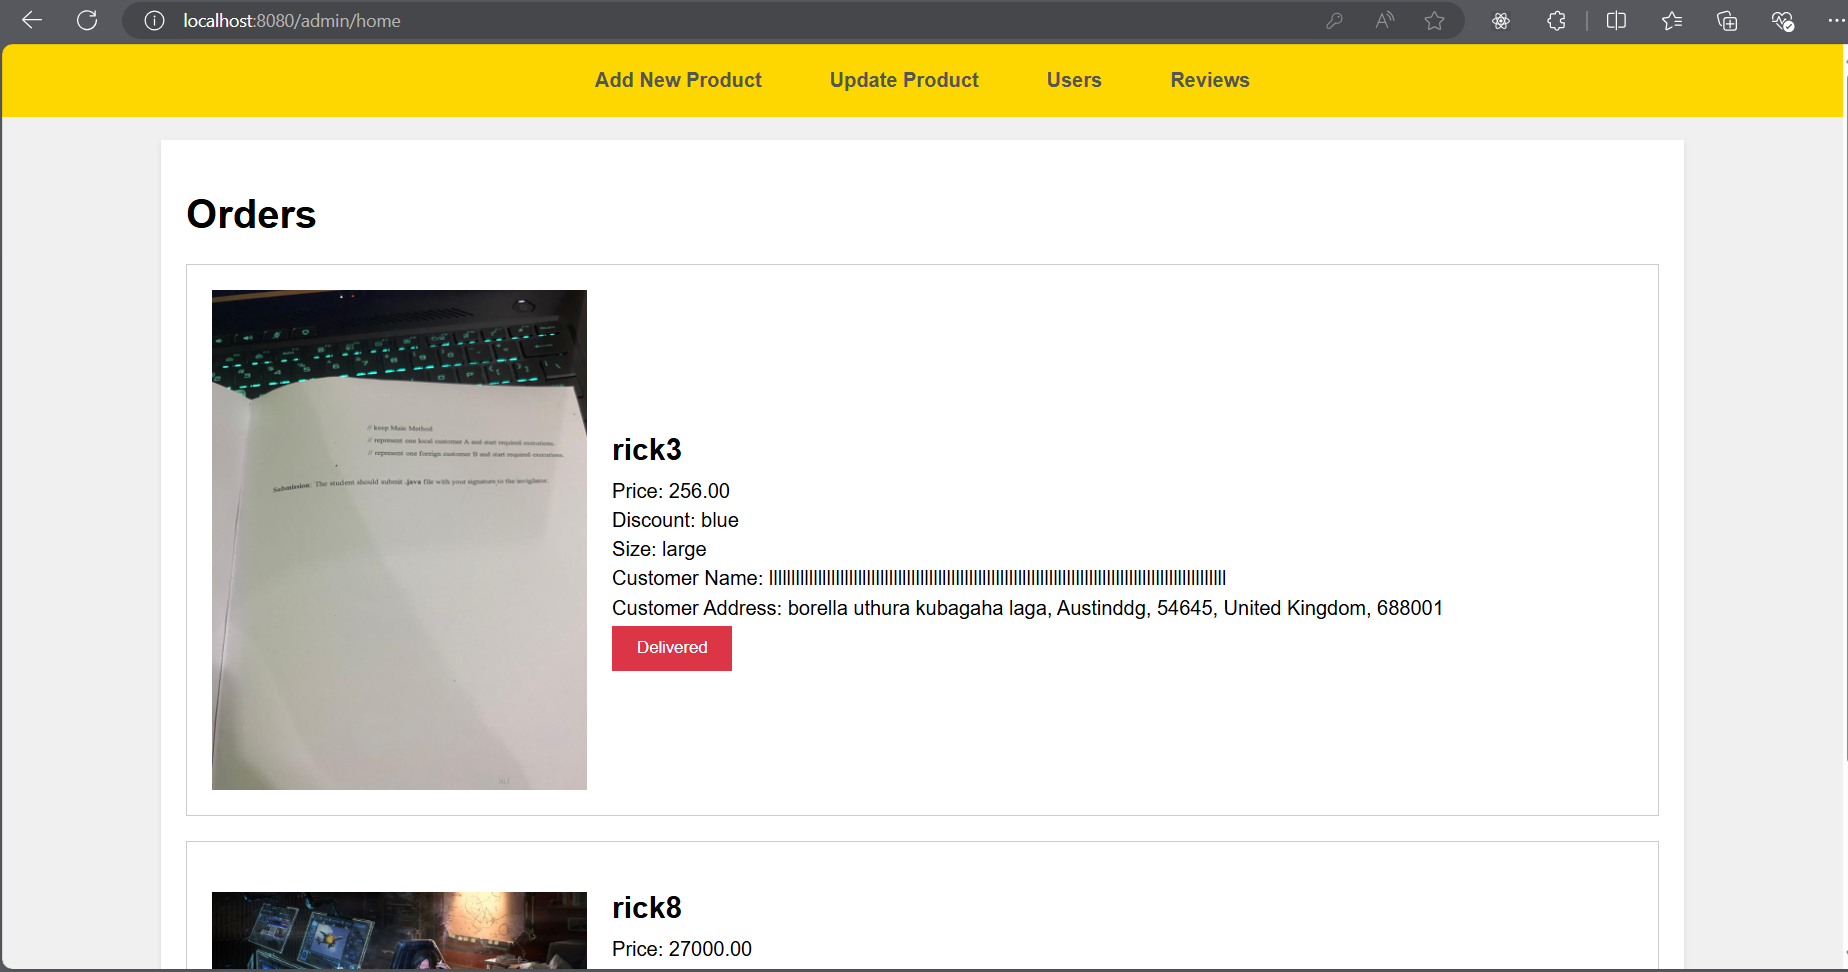 localhost:8080/admin/home
Add New Product Update Product Users Reviews
Orders
// keep Main Method
// represent one local customer A and start required executions.
// represent one foreign customer B and start required executions.
Submission: The student should submit .java file with your signature to the invigilator.
rick3
Price: 256.00
Discount: blue
Size: large
Customer Name:
Customer Address: borella uthura kubagaha laga, Austinddg, 54645, United Kingdom, 688001
Delivered
rick8
Price: 27000.00